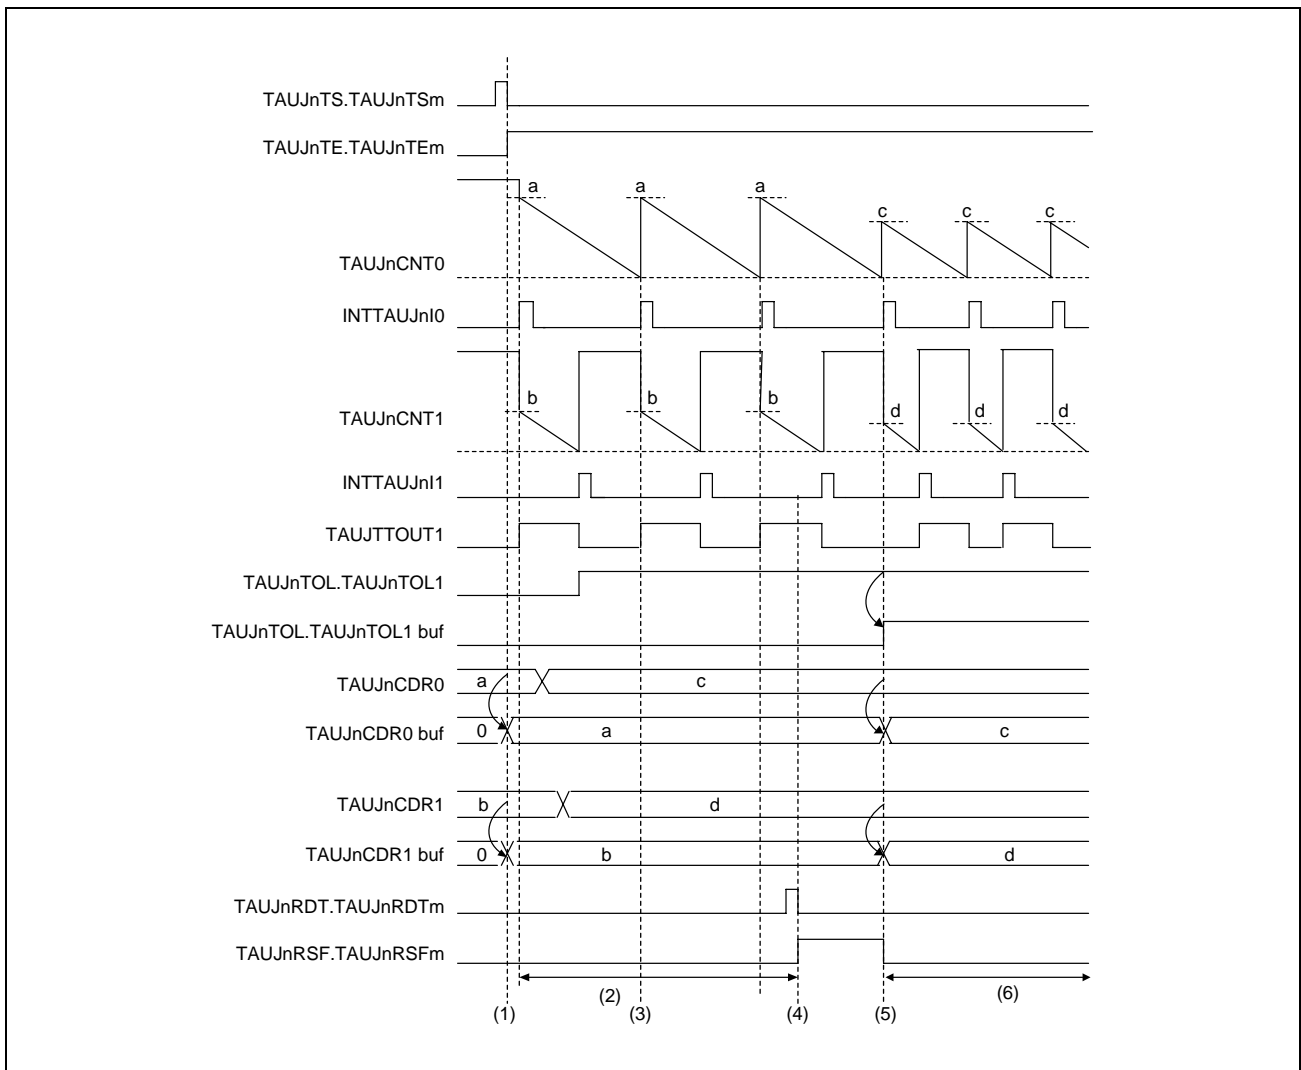 TAUJnTS.TAUJnTSm
TAUJnTE.TAUJnTEm
a a a
c c c
TAUJnCNT0
INTTAUJnI0
b b b
d d d
TAUJnCNT1
INTTAUJnI1
TAUJTTOUT1
TAUJnTOL.TAUJnTOL1
TAUJnTOL.TAUJnTOL1 buf
TAUJnCDR0 a c
TAUJnCDR0 buf 0 a c
TAUJnCDR1 b d
TAUJnCDR1 buf 0 b d
TAUJnRDT.TAUJnRDTm
TAUJnRSF.TAUJnRSFm
(2) (6)
(1) (3) (4) (5)